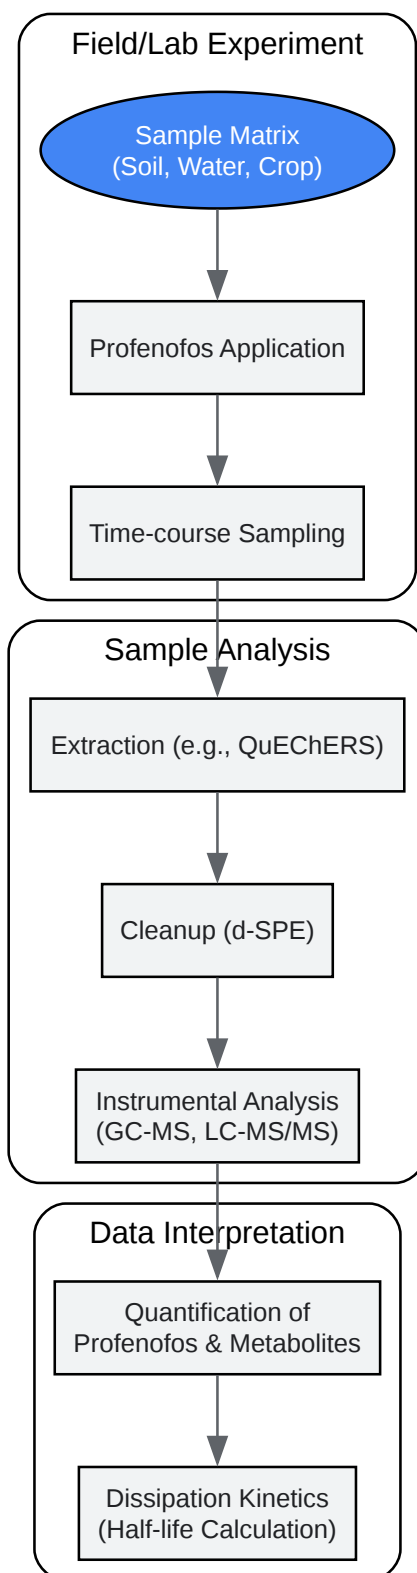 Field/Lab Experiment
Sample Matrix
(Soil, Water, Crop)
Profenofos Application
Time-course Sampling
Sample Analysis
Extraction (e.g., QuEChERS)
Cleanup (d-SPE)
Instrumental Analysis
(GC-MS, LC-MS/MS)
Data Interpretation
Quantification of
Profenofos & Metabolites
Dissipation Kinetics
(Half-life Calculation)